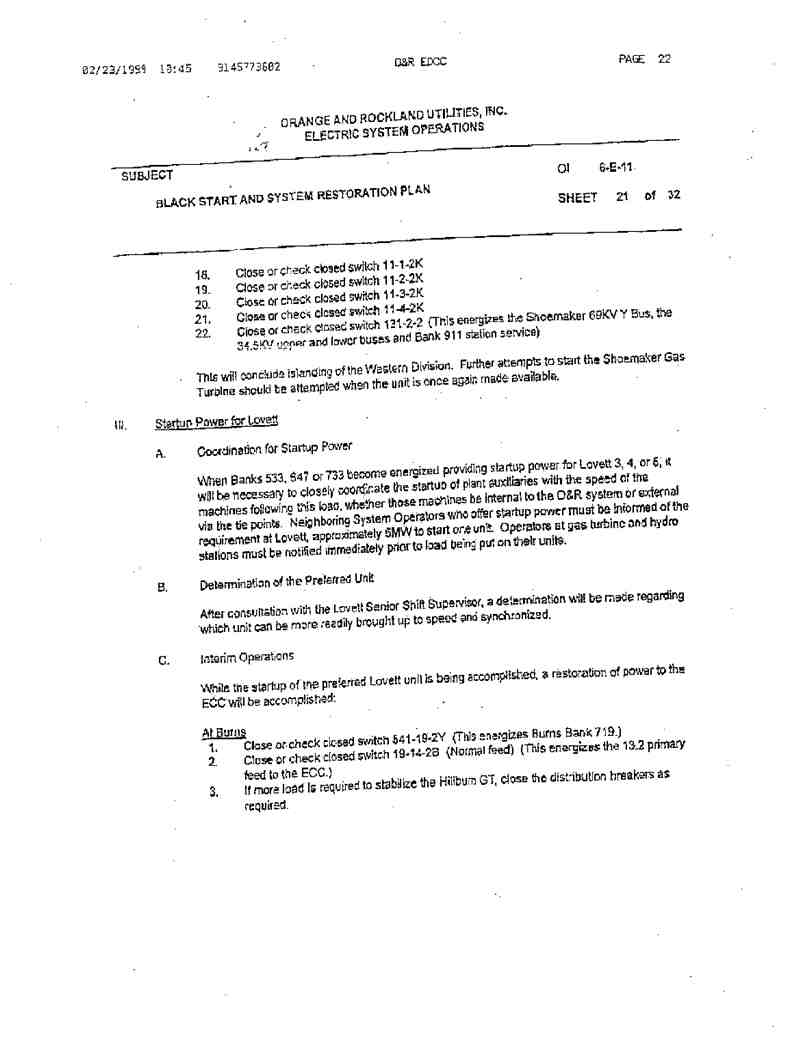 02/23/1999 10:45 9145773602 O&R EDCC PAGE 22
ORANGE AND ROCKLAND UTILITIES, INC.
ELECTRIC SYSTEM OPERATIONS
SUBJECT
OI 6-E-11
BLACK START AND SYSTEM RESTORATION PLAN
SHEET 21 of 32
18. Close or check closed switch 11-1-2K
19. Close or check closed switch 11-2-2K
20. Close or check closed switch 11-3-2K
21. Close or check closed switch 11-4-2K
22. Close or check closed switch 131-2-2 (This energizes the Shoemaker 69KV Y Bus, the
34.5KV upper and lower buses and Bank 911 station service)
This will conclude islanding of the Western Division. Further attempts to start the Shoemaker Gas
Turbine should be attempted when the unit is once again made available.
III. Startup Power for Lovett
A. Coordination for Startup Power
When Banks 533, 647 or 733 become energized providing startup power for Lovett 3, 4, or 5, it
will be necessary to closely coordinate the startup of plant auxiliaries with the speed of the
machines following this load, whether those machines be internal to the O&R system or external
via the tie points. Neighboring System Operators who offer startup power must be informed of the
requirement at Lovett, approximately 5MW to start one unit. Operators at gas turbine and hydro
stations must be notified immediately prior to load being put on their units.
B. Determination of the Preferred Unit
After consultation with the Lovett Senior Shift Supervisor, a determination will be made regarding
which unit can be more readily brought up to speed and synchronized.
C. Interim Operations
While the startup of the preferred Lovett unit is being accomplished, a restoration of power to the
ECC will be accomplished:
At Burns
1. Close or check closed switch 541-19-2Y (This energizes Burns Bank 719.)
2. Close or check closed switch 19-14-2B (Normal feed) (This energizes the 13.2 primary
feed to the ECC.)
3. If more load is required to stabilize the Hillburn GT, close the distribution breakers as
required.